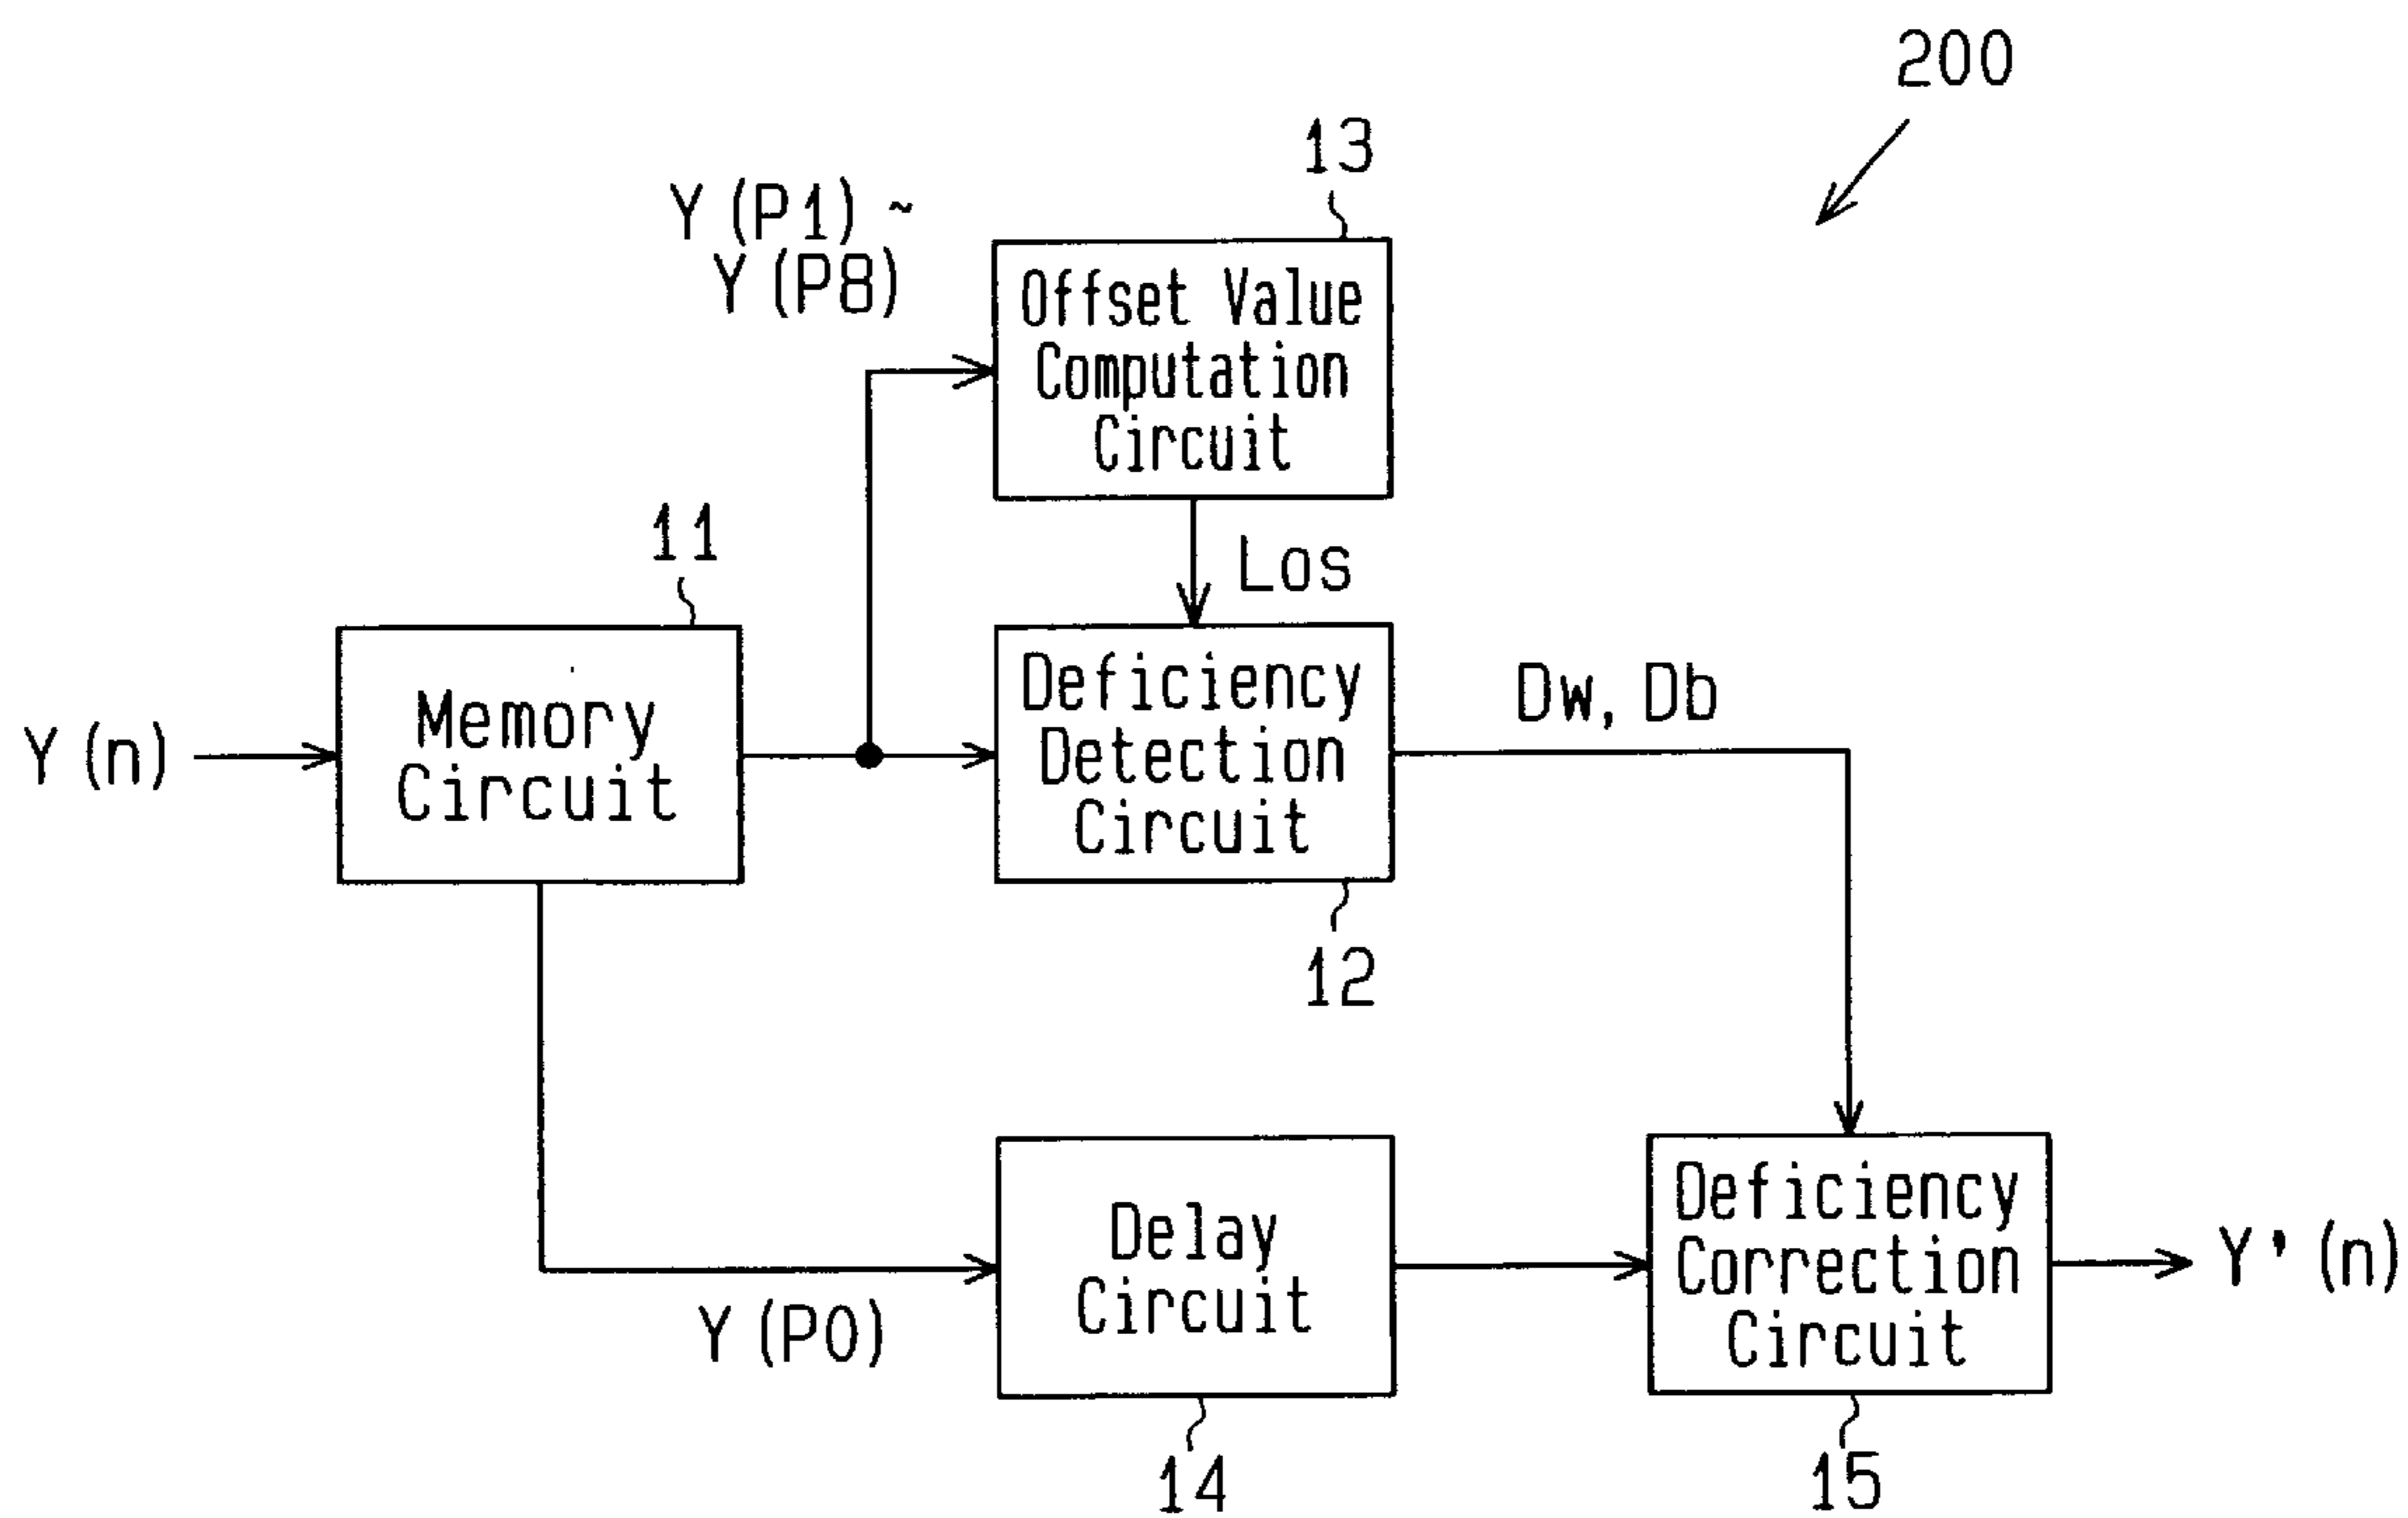 200
13
Y(P1)~
Y(P8)
Offset Value
Computation
Circuit
11
Los
Memory
Circuit
Y(n)
Deficiency
Detection
Circuit
Dw, Db
12
Delay
Circuit
Y(P0)
Deficiency
Correction
Circuit
Y'(n)
14
15